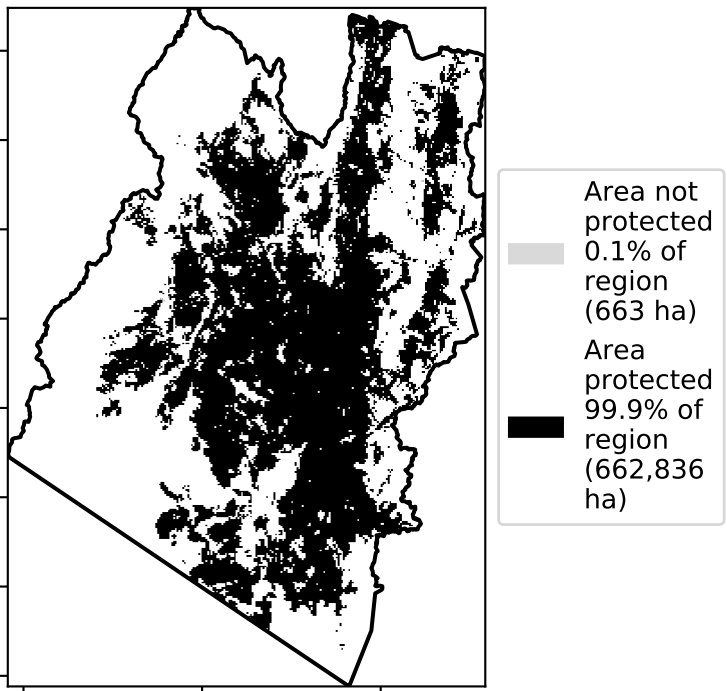 Area not
protected
0.1% of
region
(663 ha)
Area
protected
99.9% of
region
(662,836
ha)